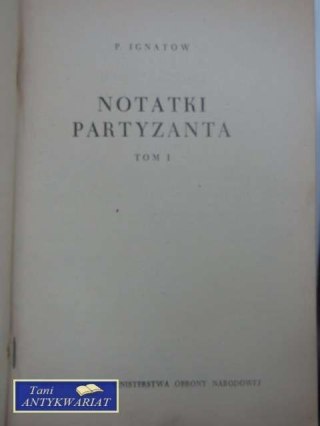 P. IGNATOW
NOTATKI
PARTYZANTA
TOM I
MINISTERSTWA OBRONY NARODOWEJ
Tani
ANTYKWARIAT